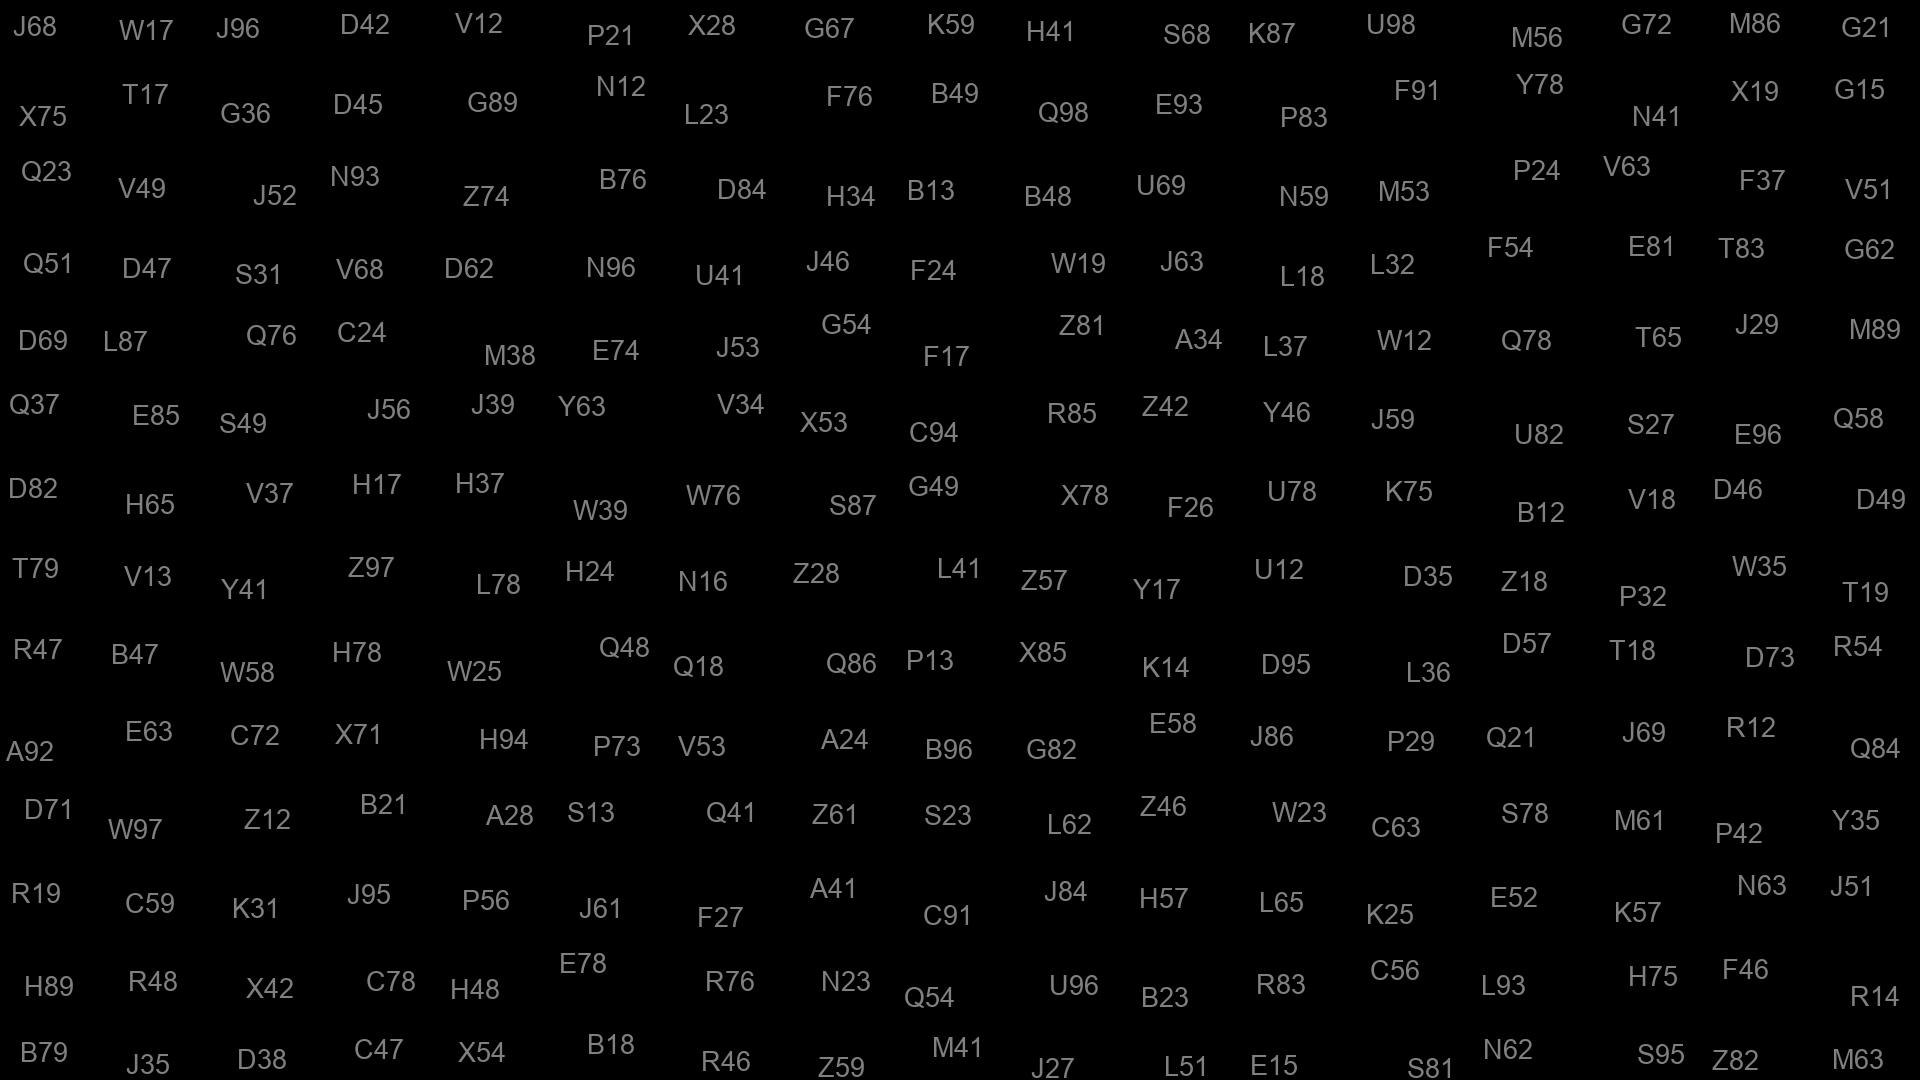 J68 W17 J96 D42 V12 P21 X28 G67 K59 H41 S68 K87 U98 M56 G72 M86 G21
X75 T17 G36 D45 G89 N12 L23 F76 B49 Q98 E93 P83 F91 Y78 N41 X19 G15
Q23 V49 J52 N93 Z74 B76 D84 H34 B13 B48 U69 N59 M53 P24 V63 F37 V51
Q51 D47 S31 V68 D62 N96 U41 J46 F24 W19 J63 L18 L32 F54 E81 T83 G62
D69 L87 Q76 C24 M38 E74 J53 G54 F17 Z81 A34 L37 W12 Q78 T65 J29 M89
Q37 E85 S49 J56 J39 Y63 V34 X53 C94 R85 Z42 Y46 J59 U82 S27 E96 Q58
D82 H65 V37 H17 H37 W39 W76 S87 G49 X78 F26 U78 K75 B12 V18 D46 D49
T79 V13 Y41 Z97 L78 H24 N16 Z28 L41 Z57 Y17 U12 D35 Z18 P32 W35 T19
R47 B47 W58 H78 W25 Q48 Q18 Q86 P13 X85 K14 D95 L36 D57 T18 D73 R54
A92 E63 C72 X71 H94 P73 V53 A24 B96 G82 E58 J86 P29 Q21 J69 R12 Q84
D71 W97 Z12 B21 A28 S13 Q41 Z61 S23 L62 Z46 W23 C63 S78 M61 P42 Y35
R19 C59 K31 J95 P56 J61 F27 A41 C91 J84 H57 L65 K25 E52 K57 N63 J51
H89 R48 X42 C78 H48 E78 R76 N23 Q54 U96 B23 R83 C56 L93 H75 F46 R14
B79 J35 D38 C47 X54 B18 R46 Z59 M41 J27 L51 E15 S81 N62 S95 Z82 M63